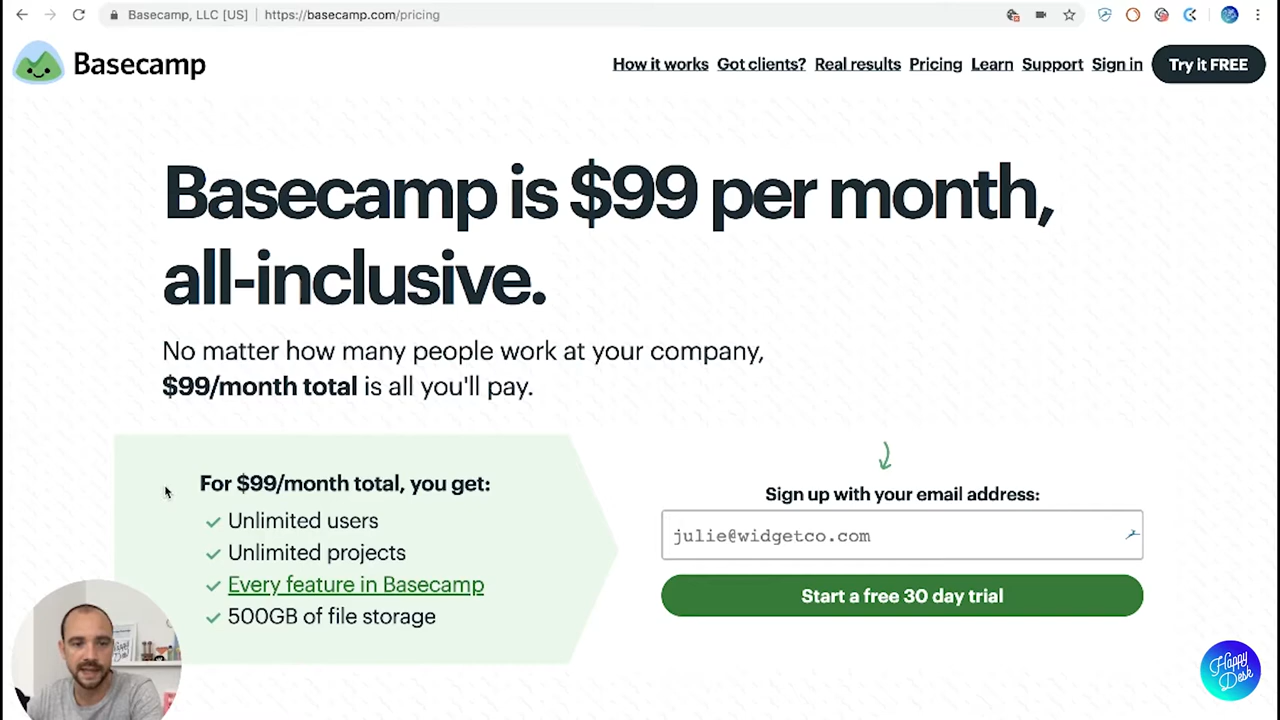 Basecamp, LLC [US]
https://basecamp.com/pricing
Basecamp
How it works
Got clients?
Real results
Pricing
Learn
Support
Sign in
Try it FREE
Basecamp is $99 per month,
all-inclusive.
No matter how many people work at your company,
$99/month total is all you'll pay.
For $99/month total, you get:
Unlimited users
Unlimited projects
Every feature in Basecamp
500GB of file storage
Sign up with your email address:
julie@widgetco.com
Start a free 30 day trial
Happy
Desk